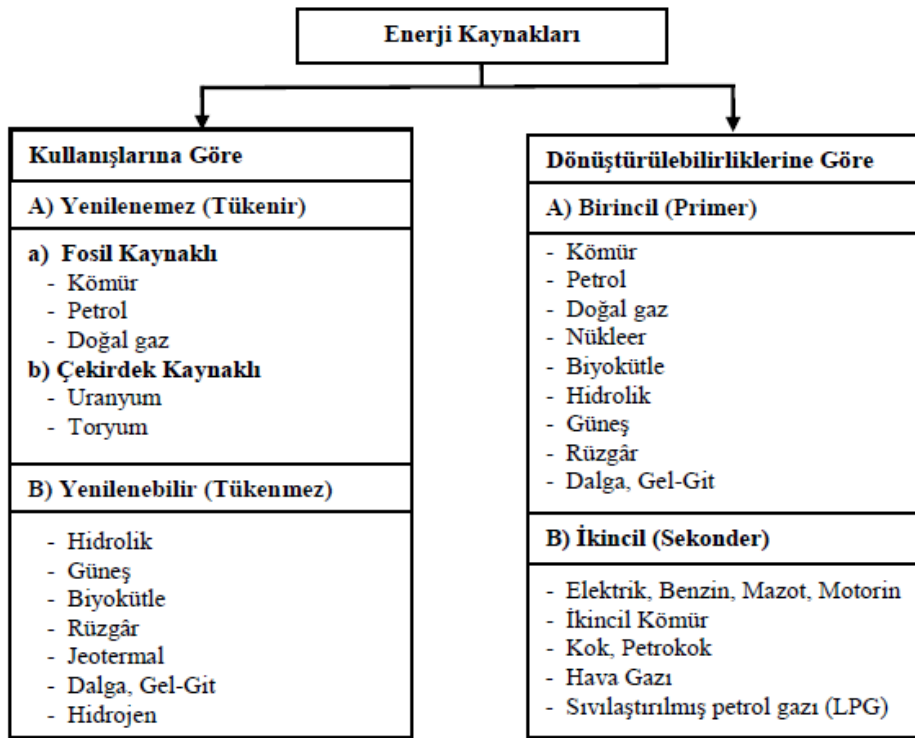 Enerji Kaynakları
Kullanışlarına Göre
A) Yenilenemez (Tükenir)
a) Fosil Kaynaklı
- Kömür
- Petrol
- Doğal gaz
b) Çekirdek Kaynaklı
- Uranyum
- Toryum
B) Yenilenebilir (Tükenmez)
- Hidrolik
- Güneş
- Biyokütle
- Rüzgâr
- Jeotermal
- Dalga, Gel-Git
- Hidrojen
Dönüştürülebilirliklerine Göre
A) Birincil (Primer)
- Kömür
- Petrol
- Doğal gaz
- Nükleer
- Biyokütle
- Hidrolik
- Güneş
- Rüzgâr
- Dalga, Gel-Git
B) İkincil (Sekonder)
- Elektrik, Benzin, Mazot, Motorin
- İkincil Kömür
- Kok, Petrokok
- Hava Gazı
- Sıvılaştırılmış petrol gazı (LPG)